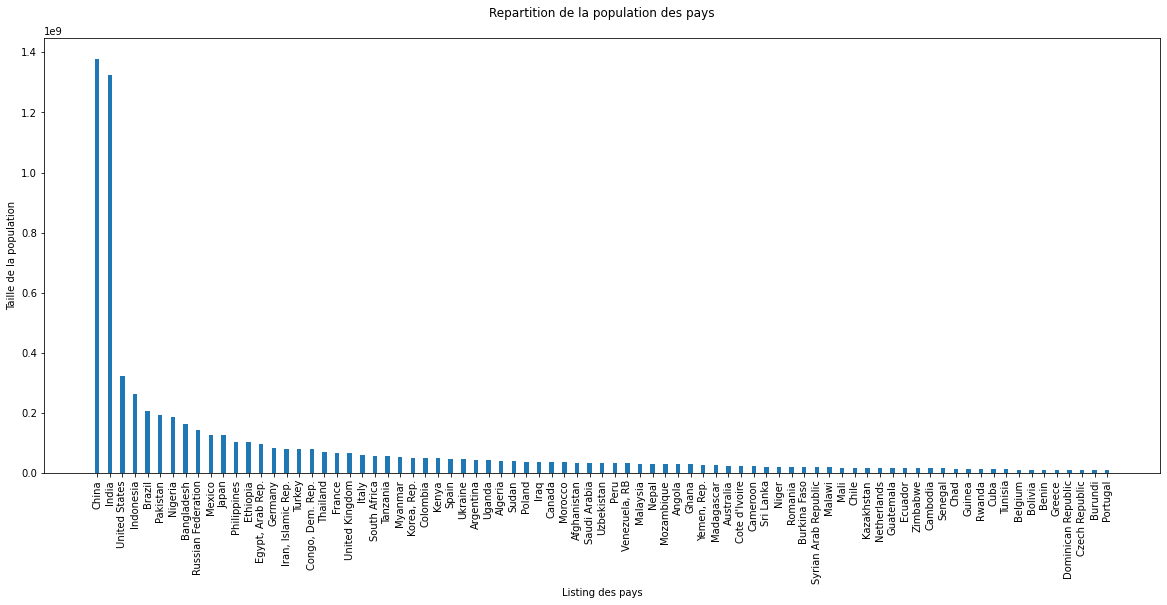 Repartition de la population des pays
1e9
1.4
1.2
1.0
0.8
0.6
0.4
0.2
0.0
Taille de la population
China
India
United States
Indonesia
Brazil
Pakistan
Nigeria
Bangladesh
Russian Federation
Mexico
Japan
Philippines
Ethiopia
Egypt, Arab Rep.
Germany
Iran, Islamic Rep.
Turkey
Congo, Dem. Rep.
Thailand
France
United Kingdom
Italy
South Africa
Tanzania
Myanmar
Korea, Rep.
Colombia
Kenya
Spain
Ukraine
Argentina
Uganda
Algeria
Sudan
Poland
Iraq
Canada
Morocco
Afghanistan
Saudi Arabia
Uzbekistan
Peru
Venezuela, RB
Malaysia
Nepal
Mozambique
Angola
Ghana
Yemen, Rep.
Madagascar
Australia
Cote d'Ivoire
Cameroon
Sri Lanka
Niger
Romania
Burkina Faso
Syrian Arab Republic
Malawi
Mali
Chile
Kazakhstan
Netherlands
Guatemala
Ecuador
Zimbabwe
Cambodia
Senegal
Chad
Guinea
Rwanda
Cuba
Tunisia
Belgium
Bolivia
Benin
Greece
Dominican Republic
Czech Republic
Burundi
Portugal
Listing des pays